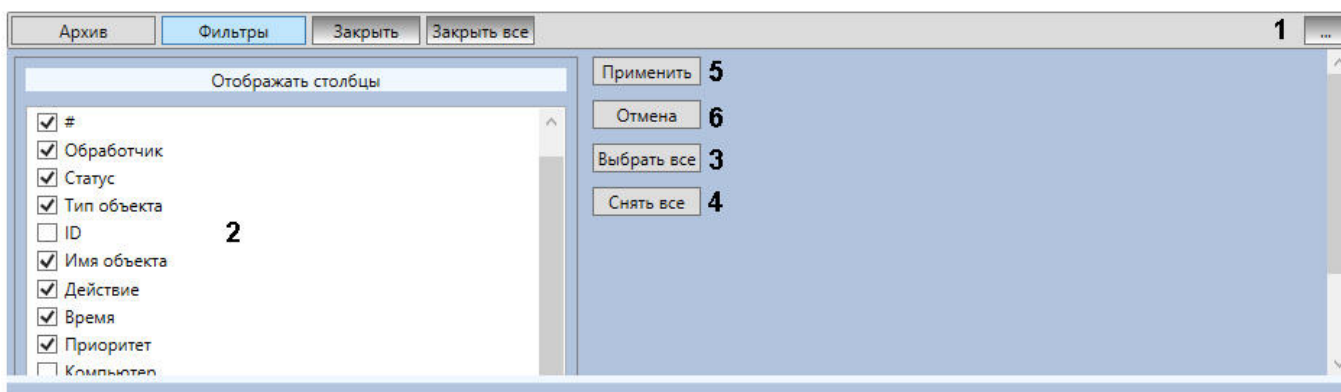 Архив Фильтры Закрыть Закрыть все 1 ...
Отображать столбцы
Применить 5
# 
Отмена 6
Обработчик
Выбрать все 3
Статус
Снять все 4
Тип объекта
ID 2
Имя объекта
Действие
Время
Приоритет
Компьютер